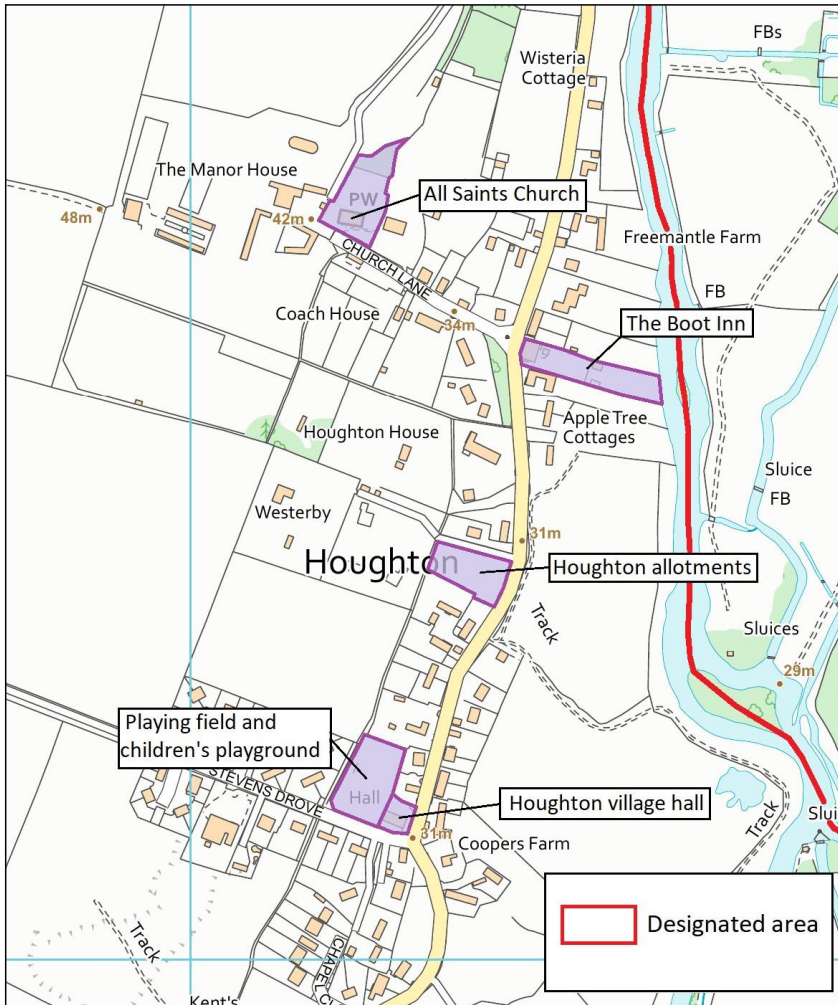 FBs
Wisteria
Cottage
The Manor House
PW
All Saints Church
48m
42m
CHURCH LANE
Freemantle Farm
FB
Coach House
34m
The Boot Inn
Apple Tree
Cottages
Houghton House
Sluice
FB
Westerby
31m
Houghton
Houghton allotments
Track
Sluices
29m
Playing field and
children's playground
STEVENS DROVE
Hall
Houghton village hall
Track
Slui
31m
Coopers Farm
Designated area
Track
CHAPEL C
Kent's